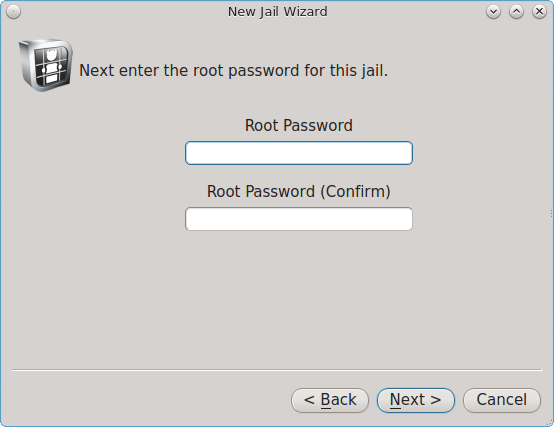 New Jail Wizard
Next enter the root password for this jail.
Root Password
Root Password (Confirm)
< Back Next > Cancel